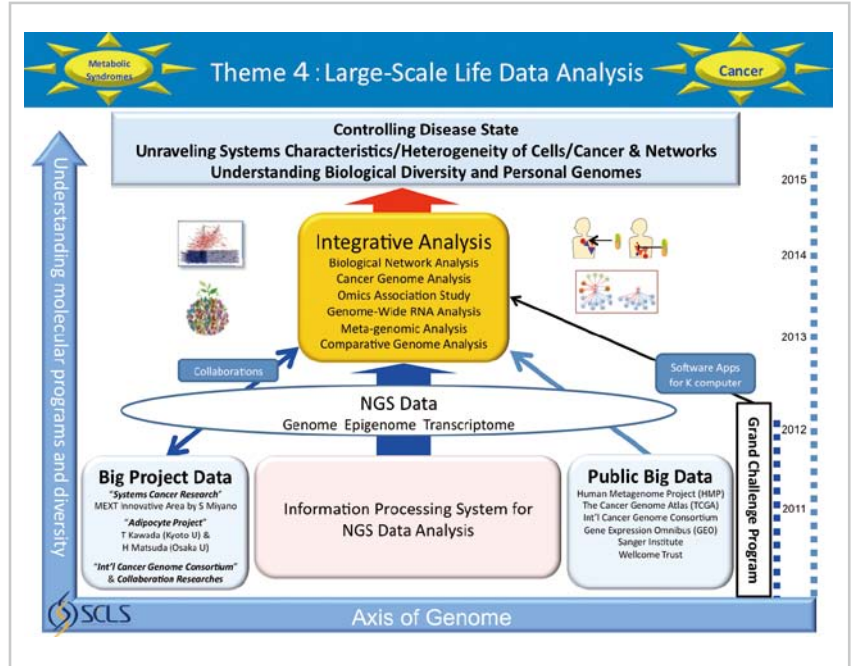 Metabolic
Syndromes
Theme 4 : Large-Scale Life Data Analysis
Cancer
Controlling Disease State
Unraveling Systems Characteristics/Heterogeneity of Cells/Cancer & Networks
Understanding Biological Diversity and Personal Genomes
Understanding molecular programs and diversity
2015
2014
2013
2012
2011
Integrative Analysis
Biological Network Analysis
Cancer Genome Analysis
Omics Association Study
Genome-Wide RNA Analysis
Meta-genomic Analysis
Comparative Genome Analysis
Collaborations
Software Apps
for K computer
NGS Data
Genome Epigenome Transcriptome
Big Project Data
"Systems Cancer Research"
MEXT Innovative Area by S Miyano
"Adipocyte Project"
T Kawada (Kyoto U) &
H Matsuda (Osaka U)
"Int'l Cancer Genome Consortium"
& Collaboration Researches
Information Processing System for
NGS Data Analysis
Public Big Data
Human Metagenome Project (HMP)
The Cancer Genome Atlas (TCGA)
Int'l Cancer Genome Consortium
Gene Expression Omnibus (GEO)
Sanger Institute
Wellcome Trust
Grand Challenge Program
SCLS
Axis of Genome